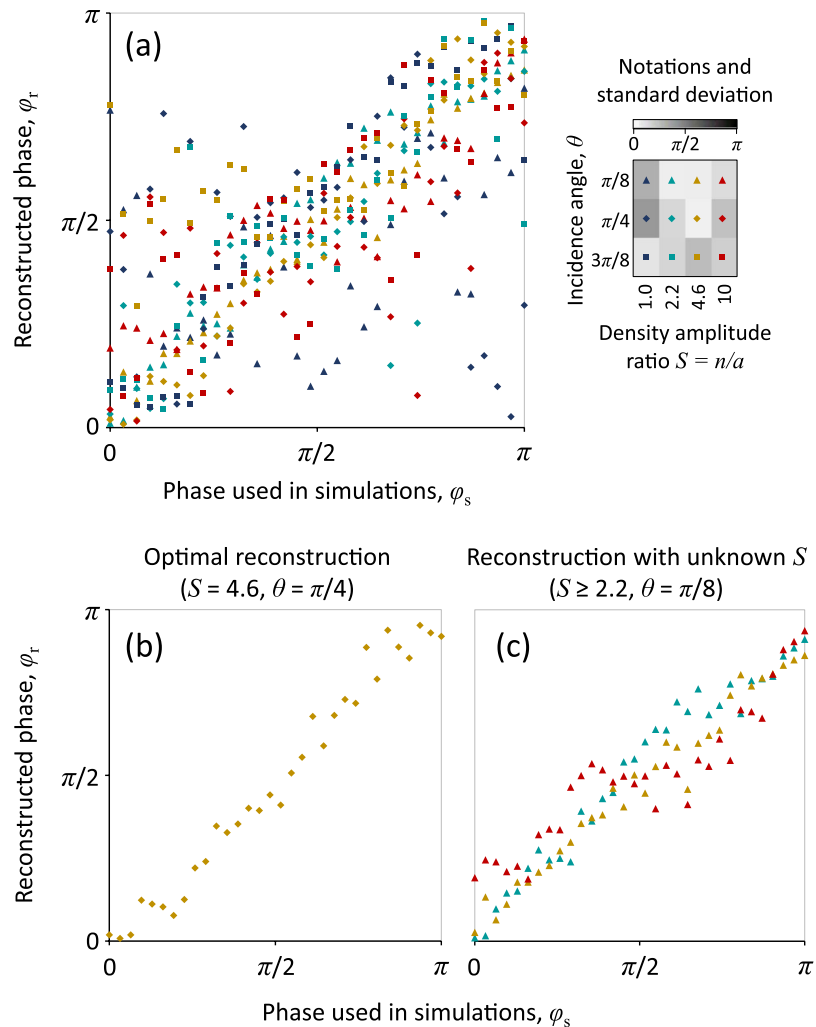 π
(a)
Reconstructed phase, φr
π/2
0
0
π/2
π
Phase used in simulations, φs
Notations and
standard deviation
0
π/2
π
Incidence angle, θ
π/8
π/4
3π/8
1.0
2.2
4.6
10
Density amplitude
ratio S = n/a
Optimal reconstruction
(S = 4.6, θ = π/4)
Reconstruction with unknown S
(S ≥ 2.2, θ = π/8)
π
(b)
(c)
Reconstructed phase, φr
π/2
0
0
π/2
π
0
π/2
π
Phase used in simulations, φs